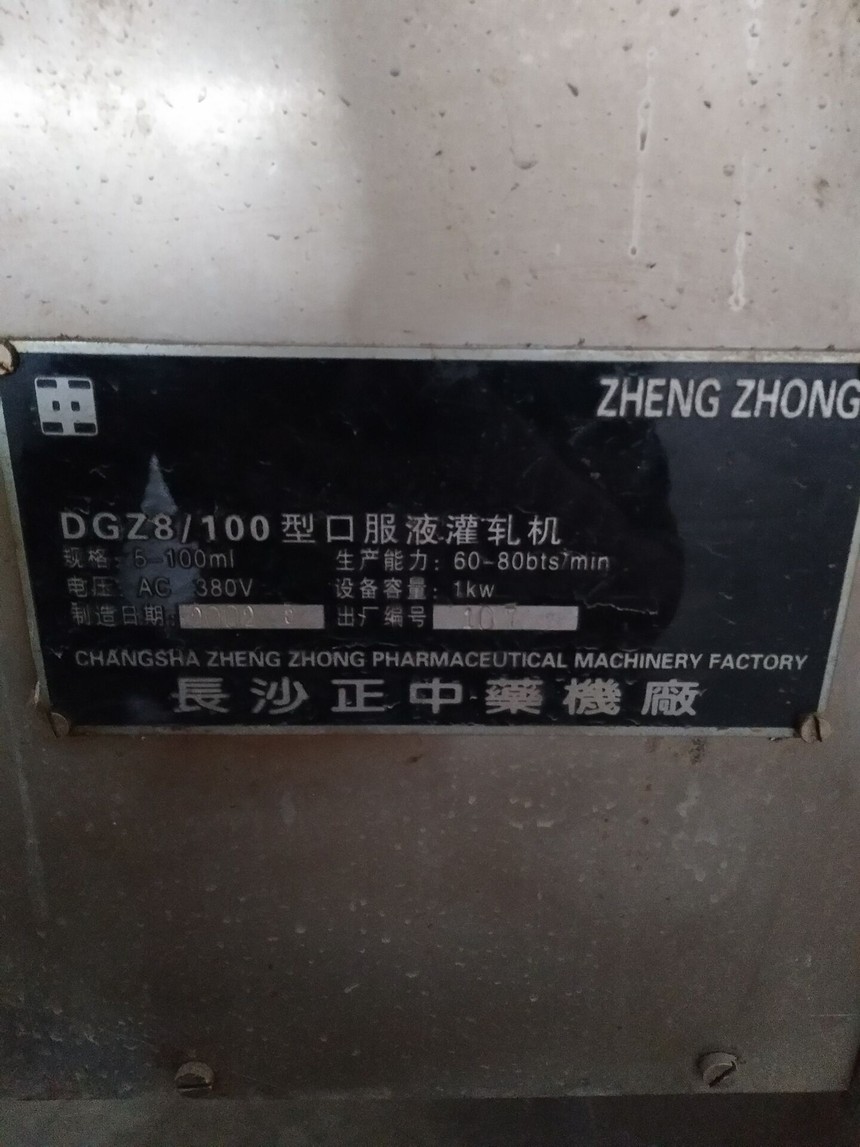 中
ZHENG ZHONG
DGZ8/100型口服液灌轧机
规格: 5-100ml 生产能力: 60-80bts/min
电压: AC 380V 设备容量: 1kw
制造日期: 出厂编号
CHANGSHA ZHENG ZHONG PHARMACEUTICAL MACHINERY FACTORY
長沙正中藥機廠